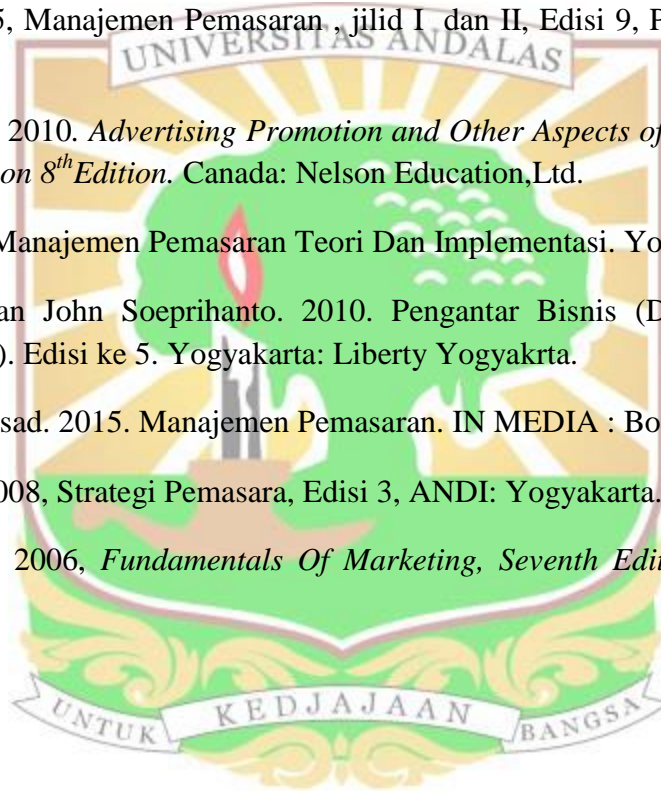 5, Manajemen Pemasaran , jilid I dan II, Edisi 9, P
UNIVERSITAS ANDALAS
2010. Advertising Promotion and Other Aspects of
on 8thEdition. Canada: Nelson Education,Ltd.
Manajemen Pemasaran Teori Dan Implementasi. Yo
an John Soeprihanto. 2010. Pengantar Bisnis (D
). Edisi ke 5. Yogyakarta: Liberty Yogyakrta.
sad. 2015. Manajemen Pemasaran. IN MEDIA : Bo
008, Strategi Pemasara, Edisi 3, ANDI: Yogyakarta.
2006, Fundamentals Of Marketing, Seventh Edit
UNTUK KEDJAJAAN BANGSA